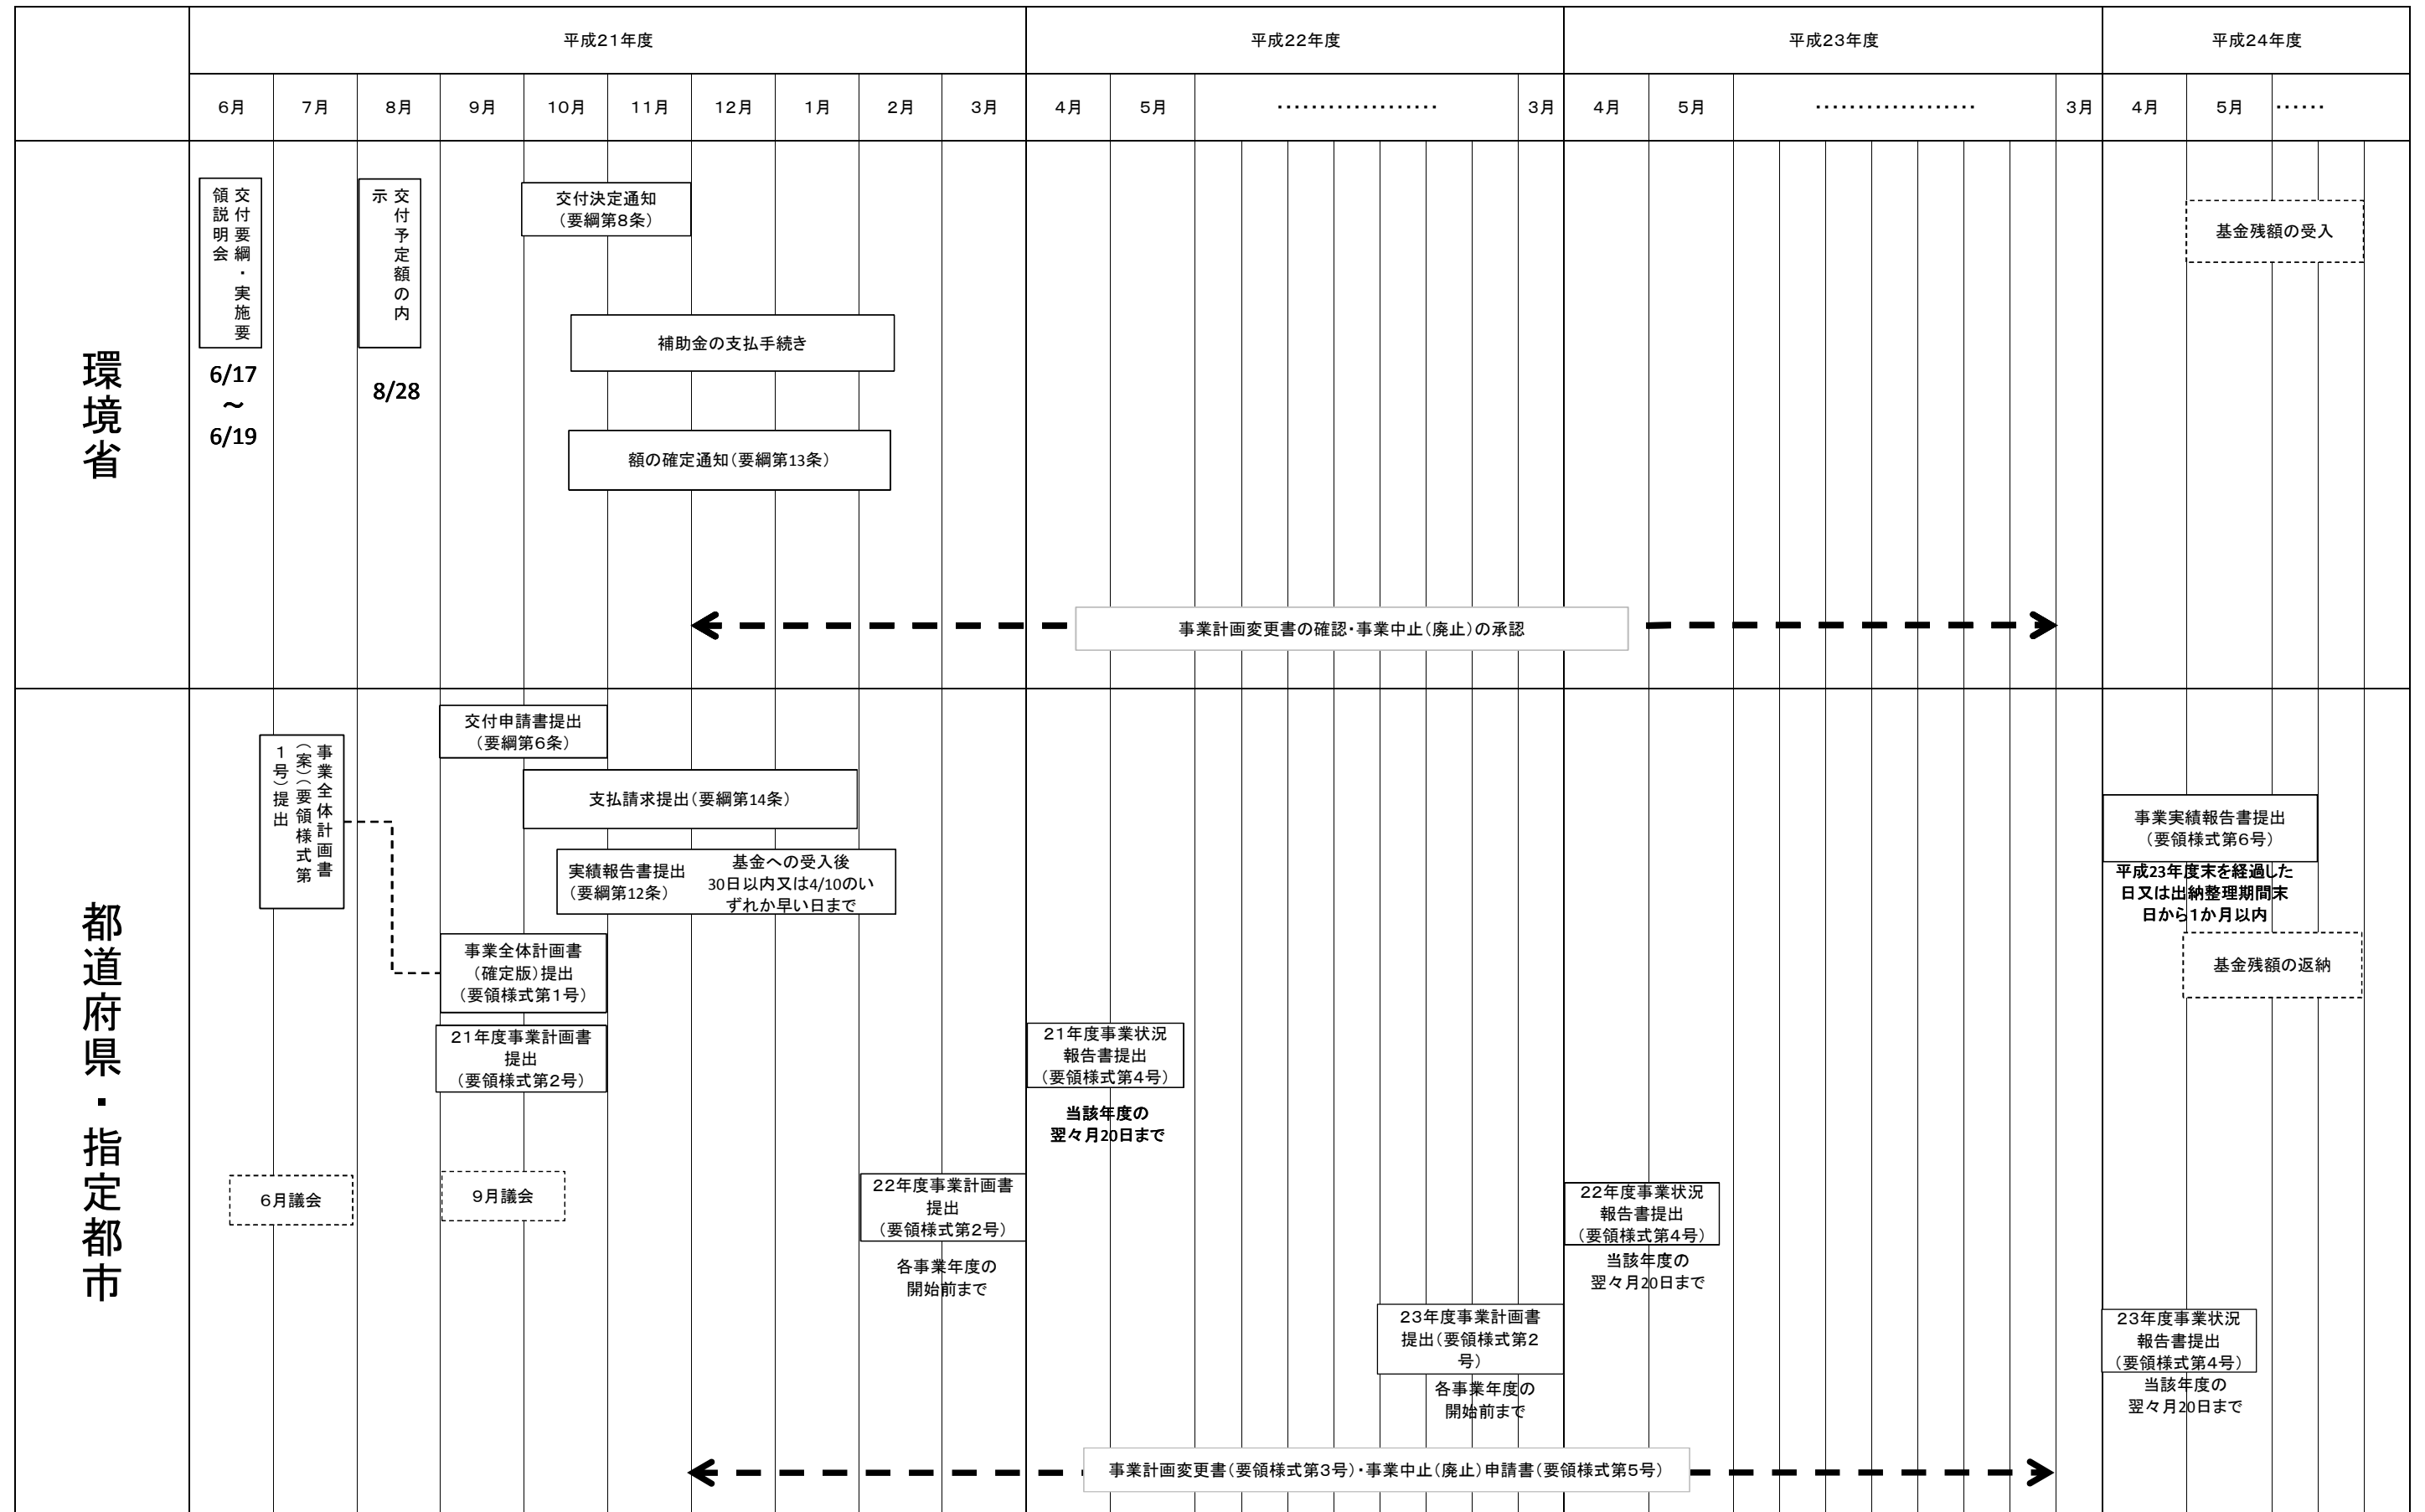 平成21年度
平成22年度
平成23年度
平成24年度
6月
7月
8月
9月
10月
11月
12月
1月
2月
3月
4月
5月
・・・・・・・・・・・・・・・・・・・
3月
4月
5月
・・・・・・・・・・・・・・・・・・・
3月
4月
5月
・・・・・・
環境省
交付要綱・実施要
領説明会
6/17
～
6/19
交付予定額の内
示
8/28
交付決定通知
（要綱第8条）
補助金の支払手続き
額の確定通知（要綱第13条）
基金残額の受入
事業計画変更書の確認・事業中止（廃止）の承認
都道府県・指定都市
事業全体計画書
（案）（要領様式第
1号）提出
交付申請書提出
（要綱第6条）
支払請求提出（要綱第14条）
実績報告書提出
（要綱第12条）
基金への受入後
30日以内又は4/10のい
ずれか早い日まで
事業全体計画書
（確定版）提出
（要領様式第1号）
21年度事業計画書
提出
（要領様式第2号）
6月議会
9月議会
22年度事業計画書
提出
（要領様式第2号）
各事業年度の
開始前まで
21年度事業状況
報告書提出
（要領様式第4号）
当該年度の
翌々月20日まで
23年度事業計画書
提出（要領様式第2
号）
各事業年度の
開始前まで
22年度事業状況
報告書提出
（要領様式第4号）
当該年度の
翌々月20日まで
事業実績報告書提出
（要領様式第6号）
平成23年度末を経過した
日又は出納整理期間末
日から1か月以内
基金残額の返納
23年度事業状況
報告書提出
（要領様式第4号）
当該年度の
翌々月20日まで
事業計画変更書（要領様式第3号）・事業中止（廃止）申請書（要領様式第5号）